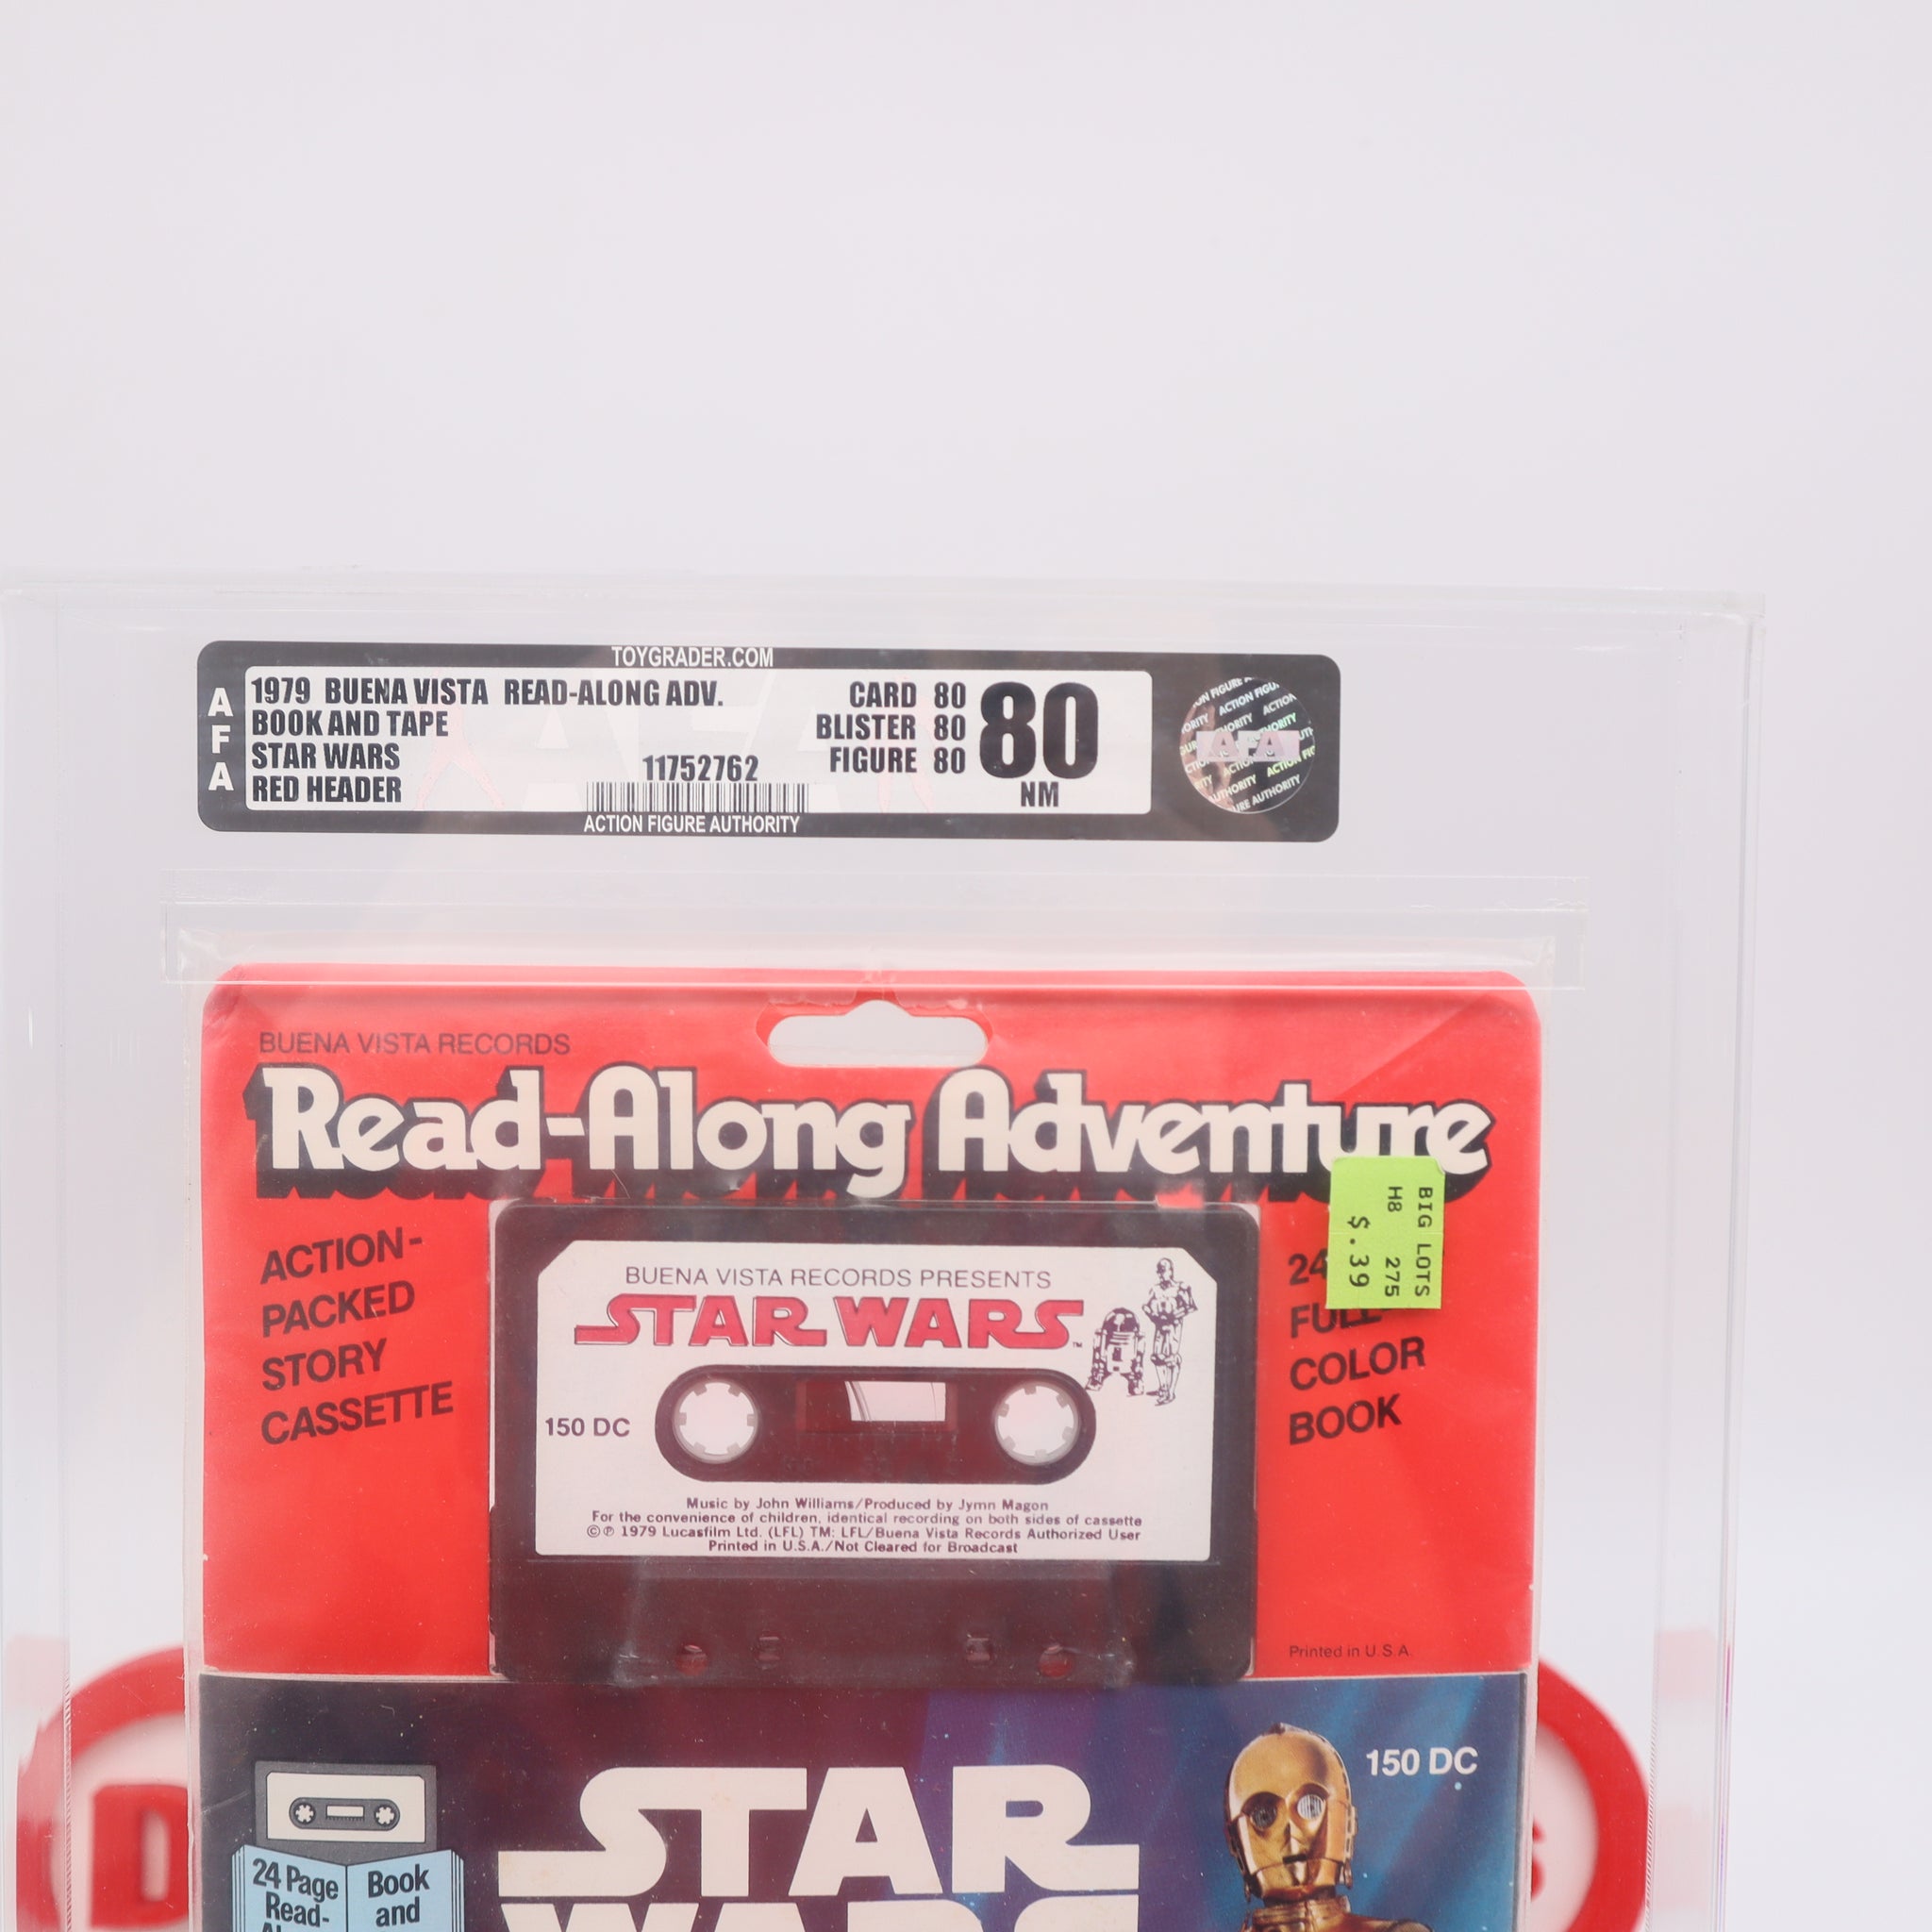 TOYGRADER.COM
AFA
1979 BUENA VISTA READ-ALONG ADV.
BOOK AND TAPE
STAR WARS
RED HEADER
11752762
CARD 80
BLISTER 80
FIGURE 80
80
NM
ACTION FIGURE AUTHORITY
AFA
BUENA VISTA RECORDS
Read-Along Adventure
ACTION-
PACKED
STORY
CASSETTE
BIG LOTS
H8 275
$.39
24
FULL
COLOR
BOOK
BUENA VISTA RECORDS PRESENTS
STAR WARS™
150 DC
Music by John Williams/Produced by Jymn Magon
For the convenience of children, identical recording on both sides of cassette
©℗ 1979 Lucasfilm Ltd. (LFL) TM: LFL/Buena Vista Records Authorized User
Printed in U.S.A./Not Cleared for Broadcast
Printed in U.S.A.
150 DC
STAR
WARS
24 Page
Read-
Book
and
D